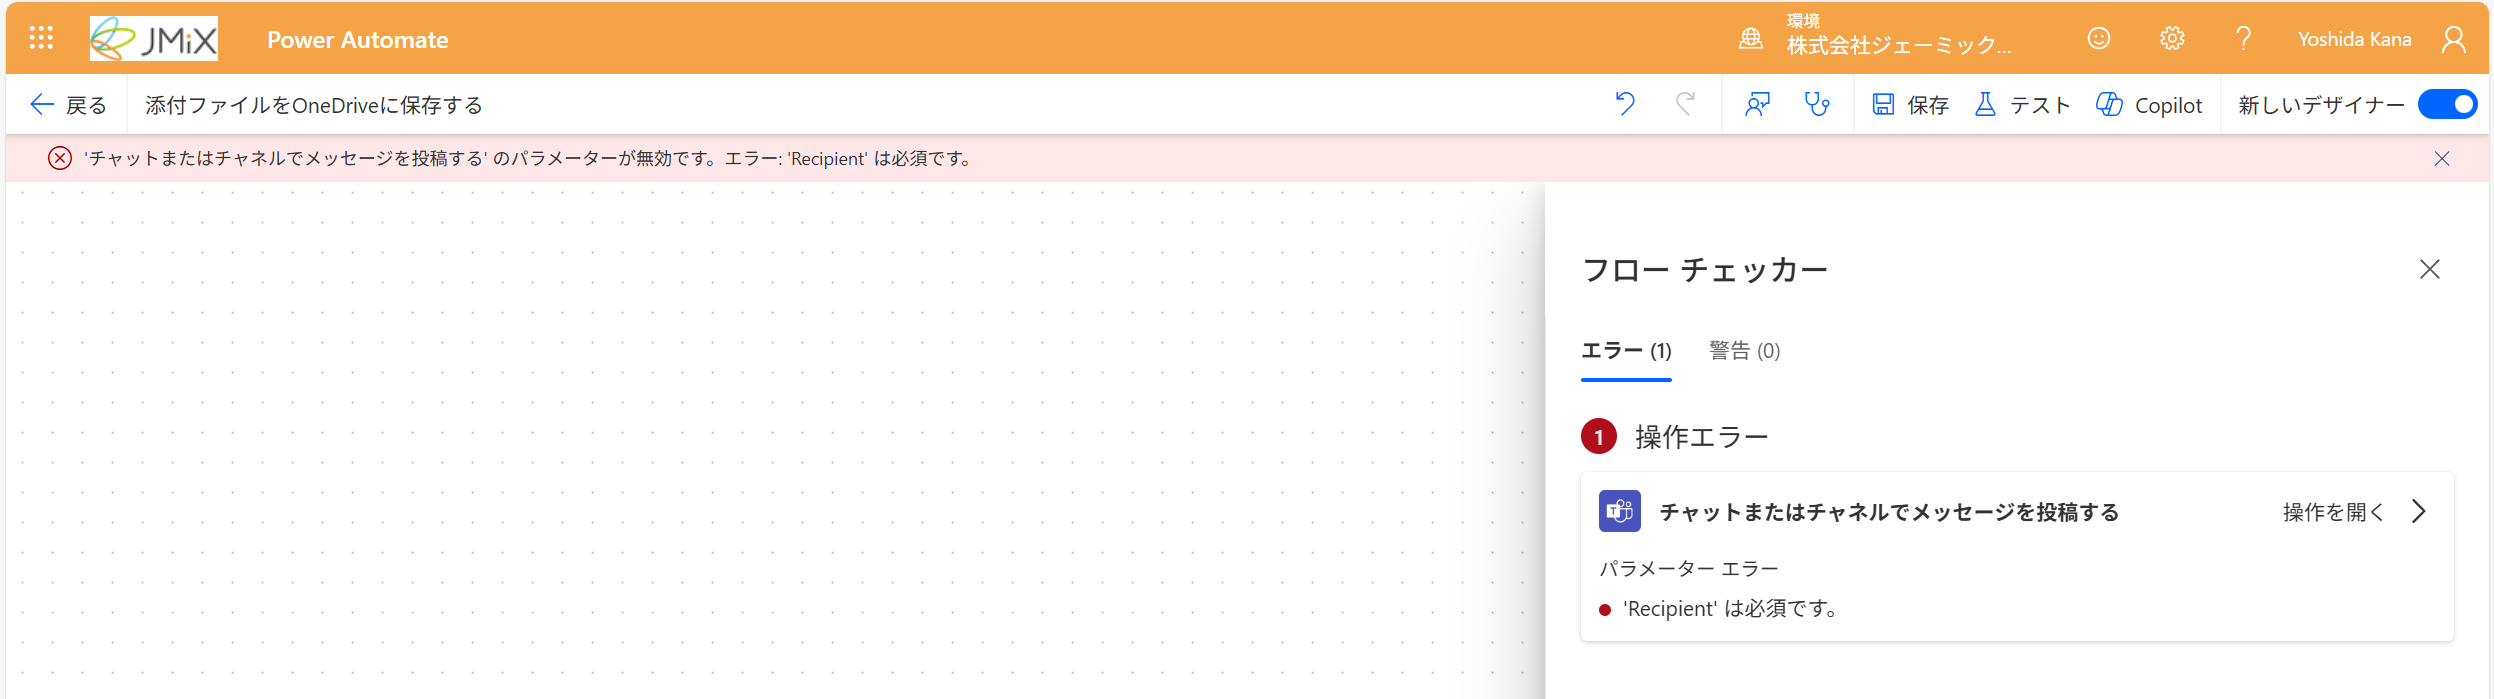 JMiX
Power Automate
環境
株式会社ジェーミック...
Yoshida Kana
戻る
添付ファイルをOneDriveに保存する
保存
テスト
Copilot
新しいデザイナー
'チャットまたはチャネルでメッセージを投稿する' のパラメーターが無効です。エラー: 'Recipient' は必須です。
フロー チェッカー
エラー (1)
警告 (0)
1 操作エラー
チャットまたはチャネルでメッセージを投稿する
操作を開く
パラメーター エラー
'Recipient' は必須です。